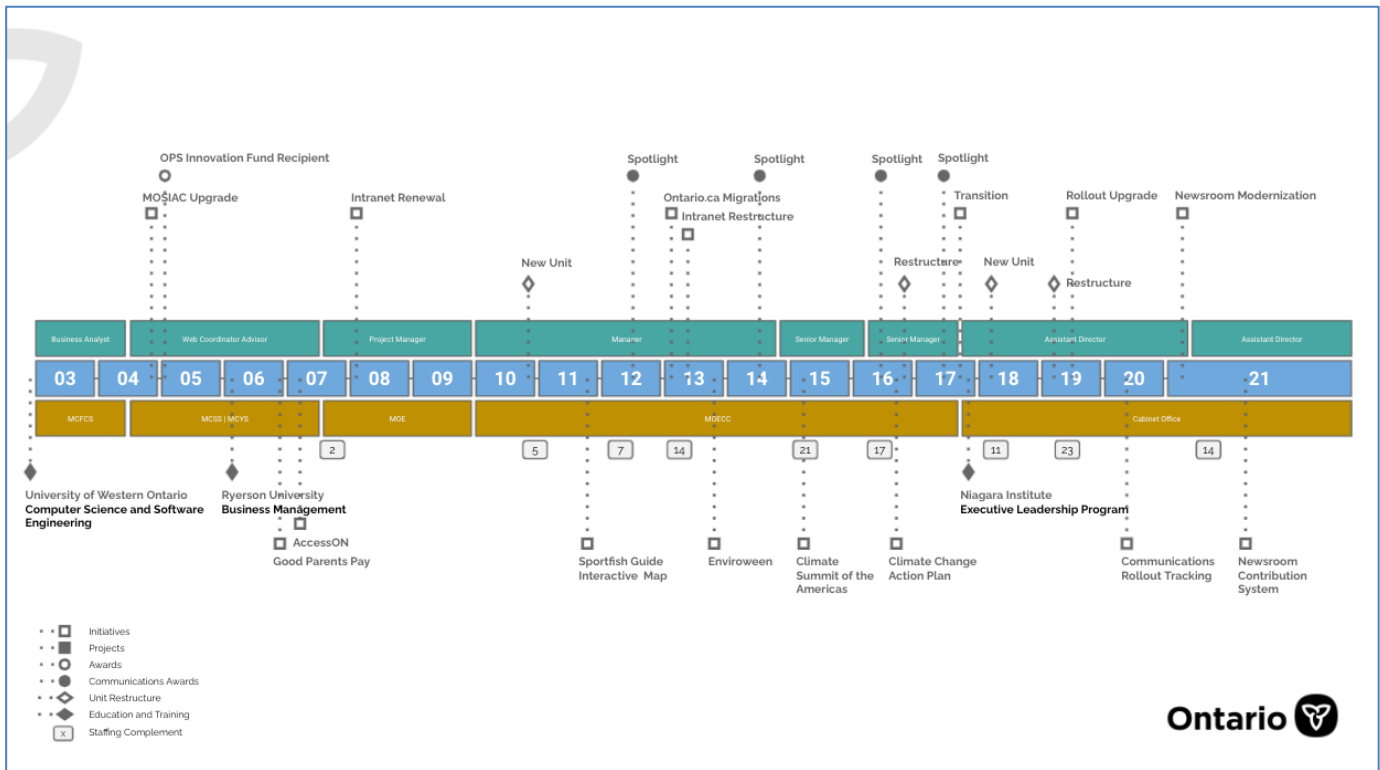 OPS Innovation Fund Recipient
Spotlight
Spotlight
Spotlight
Spotlight
MOSIAC Upgrade
Intranet Renewal
Ontario.ca Migrations
Transition
Rollout Upgrade
Newsroom Modernization
Intranet Restructure
New Unit
Restructure
New Unit
Restructure
Business Analyst
Web Coordinator Advisor
Project Manager
Manager
Senior Manager
Senior Manager
Assistant Director
Assistant Director
03
04
05
06
07
08
09
10
11
12
13
14
15
16
17
18
19
20
21
MCFCS
MCSS | MCYS
MOE
MOECC
Cabinet Office
2
5
7
14
21
17
11
23
14
University of Western Ontario
Computer Science and Software
Engineering
Ryerson University
Business Management
Niagara Institute
Executive Leadership Program
AccessON
Good Parents Pay
Sportfish Guide
Interactive Map
Enviroween
Climate
Summit of the
Americas
Climate Change
Action Plan
Communications
Rollout Tracking
Newsroom
Contribution
System
Initiatives
Projects
Awards
Communications Awards
Unit Restructure
Education and Training
x
Staffing Complement
Ontario